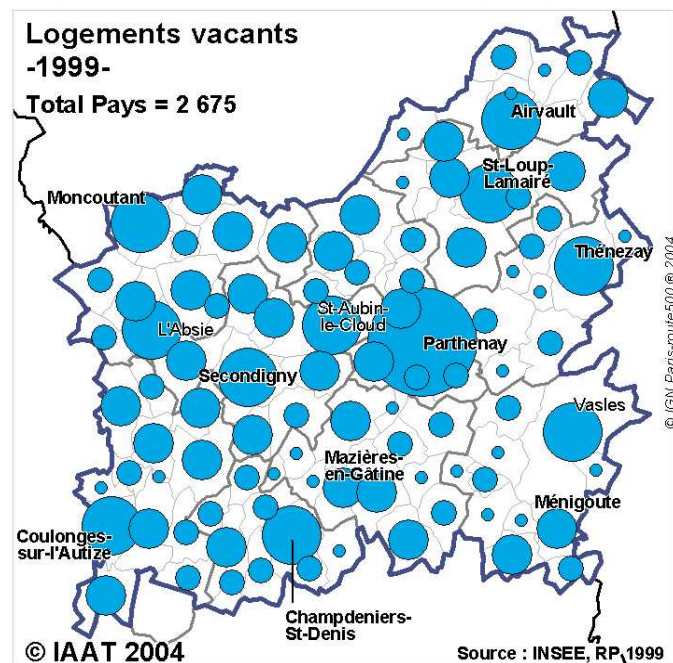 Logements vacants
-1999-
Total Pays = 2 675
Airvault
St-Loup-
Lamairé
Moncoutant
Thénezay
© IGN Paris-route500 ® 2004
St-Aubin-
le-Cloud
L'Absie
Parthenay
Secondigny
Vasles
Mazières-
en-Gâtine
Ménigoute
Coulonges-
sur-l'Autize
Champdeniers-
St-Denis
© IAAT 2004
Source : INSEE, RP 1999